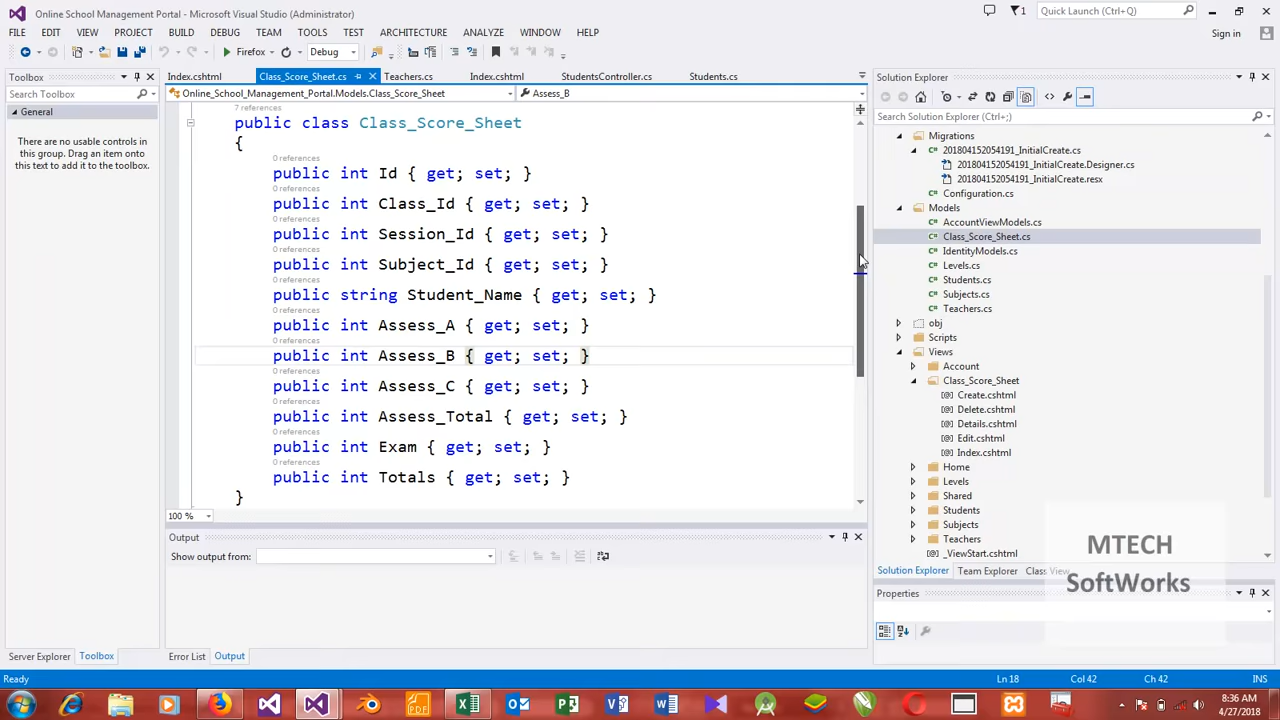 Online School Management Portal - Microsoft Visual Studio (Administrator)
1
Quick Launch (Ctrl+Q)
FILE EDIT VIEW PROJECT BUILD DEBUG TEAM TOOLS TEST ARCHITECTURE ANALYZE WINDOW HELP
Sign in
Firefox
Debug
Toolbox
Search Toolbox
General
There are no usable controls in
this group. Drag an item onto
this text to add it to the toolbox.
Index.cshtml Class_Score_Sheet.cs Teachers.cs Index.cshtml StudentsController.cs Students.cs
Online_School_Management_Portal.Models.Class_Score_Sheet
Assess_B
7 references
public class Class_Score_Sheet
{
0 references
public int Id { get; set; }
0 references
public int Class_Id { get; set; }
0 references
public int Session_Id { get; set; }
0 references
public int Subject_Id { get; set; }
0 references
public string Student_Name { get; set; }
0 references
public int Assess_A { get; set; }
0 references
public int Assess_B { get; set; }
0 references
public int Assess_C { get; set; }
0 references
public int Assess_Total { get; set; }
0 references
public int Exam { get; set; }
0 references
public int Totals { get; set; }
}
100 %
Output
Show output from:
Solution Explorer
Search Solution Explorer (Ctrl+;)
Migrations
201804152054191_InitialCreate.cs
201804152054191_InitialCreate.Designer.cs
201804152054191_InitialCreate.resx
Configuration.cs
Models
AccountViewModels.cs
Class_Score_Sheet.cs
IdentityModels.cs
Levels.cs
Students.cs
Subjects.cs
Teachers.cs
obj
Scripts
Views
Account
Class_Score_Sheet
Create.cshtml
Delete.cshtml
Details.cshtml
Edit.cshtml
Index.cshtml
Home
Levels
Shared
Students
Subjects
Teachers
_ViewStart.cshtml
MTECH
SoftWorks
Solution Explorer Team Explorer Class View
Properties
Server Explorer Toolbox
Error List Output
Ready
Ln 18 Col 42 Ch 42 INS
8:36 AM
4/27/2018